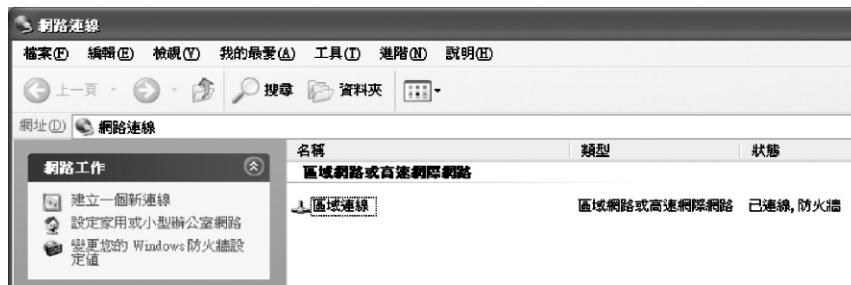 網路連線
檔案(F) 編輯(E) 檢視(V) 我的最愛(A) 工具(T) 進階(N) 說明(H)
上一頁 搜尋 資料夾
網址(D) 網路連線
網路工作
建立一個新連線
設定家用或小型辦公室網路
變更您的 Windows 防火牆設
定值
名稱 類型 狀態
區域網路或高速網際網路
區域連線 區域網路或高速網際網路 已連線, 防火牆